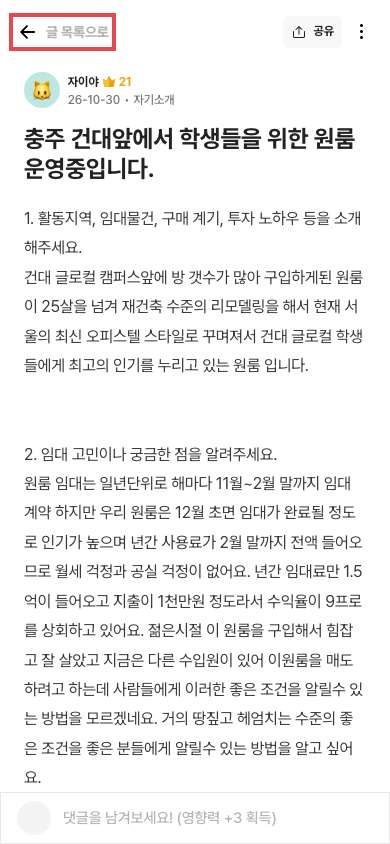 글 목록으로
공유
자이야 21
26-10-30 • 자기소개
충주 건대앞에서 학생들을 위한 원룸
운영중입니다.
1. 활동지역, 임대물건, 구매 계기, 투자 노하우 등을 소개
해주세요.
건대 글로컬 캠퍼스앞에 방 갯수가 많아 구입하게된 원룸
이 25살을 넘겨 재건축 수준의 리모델링을 해서 현재 서
울의 최신 오피스텔 스타일로 꾸며져서 건대 글로컬 학생
들에게 최고의 인기를 누리고 있는 원룸 입니다.
2. 임대 고민이나 궁금한 점을 알려주세요.
원룸 임대는 일년단위로 해마다 11월~2월 말까지 임대
계약 하지만 우리 원룸은 12월 초면 임대가 완료될 정도
로 인기가 높으며 년간 사용료가 2월 말까지 전액 들어오
므로 월세 걱정과 공실 걱정이 없어요. 년간 임대료만 1.5
억이 들어오고 지출이 1천만원 정도라서 수익율이 9프로
를 상회하고 있어요. 젊은시절 이 원룸을 구입해서 힘잡
고 잘 살았고 지금은 다른 수입원이 있어 이원룸을 매도
하려고 하는데 사람들에게 이러한 좋은 조건을 알릴수 있
는 방법을 모르겠네요. 거의 땅짚고 헤엄치는 수준의 좋
은 조건을 좋은 분들에게 알릴수 있는 방법을 알고 싶어
요.
댓글을 남겨보세요! (영향력 +3 획득)